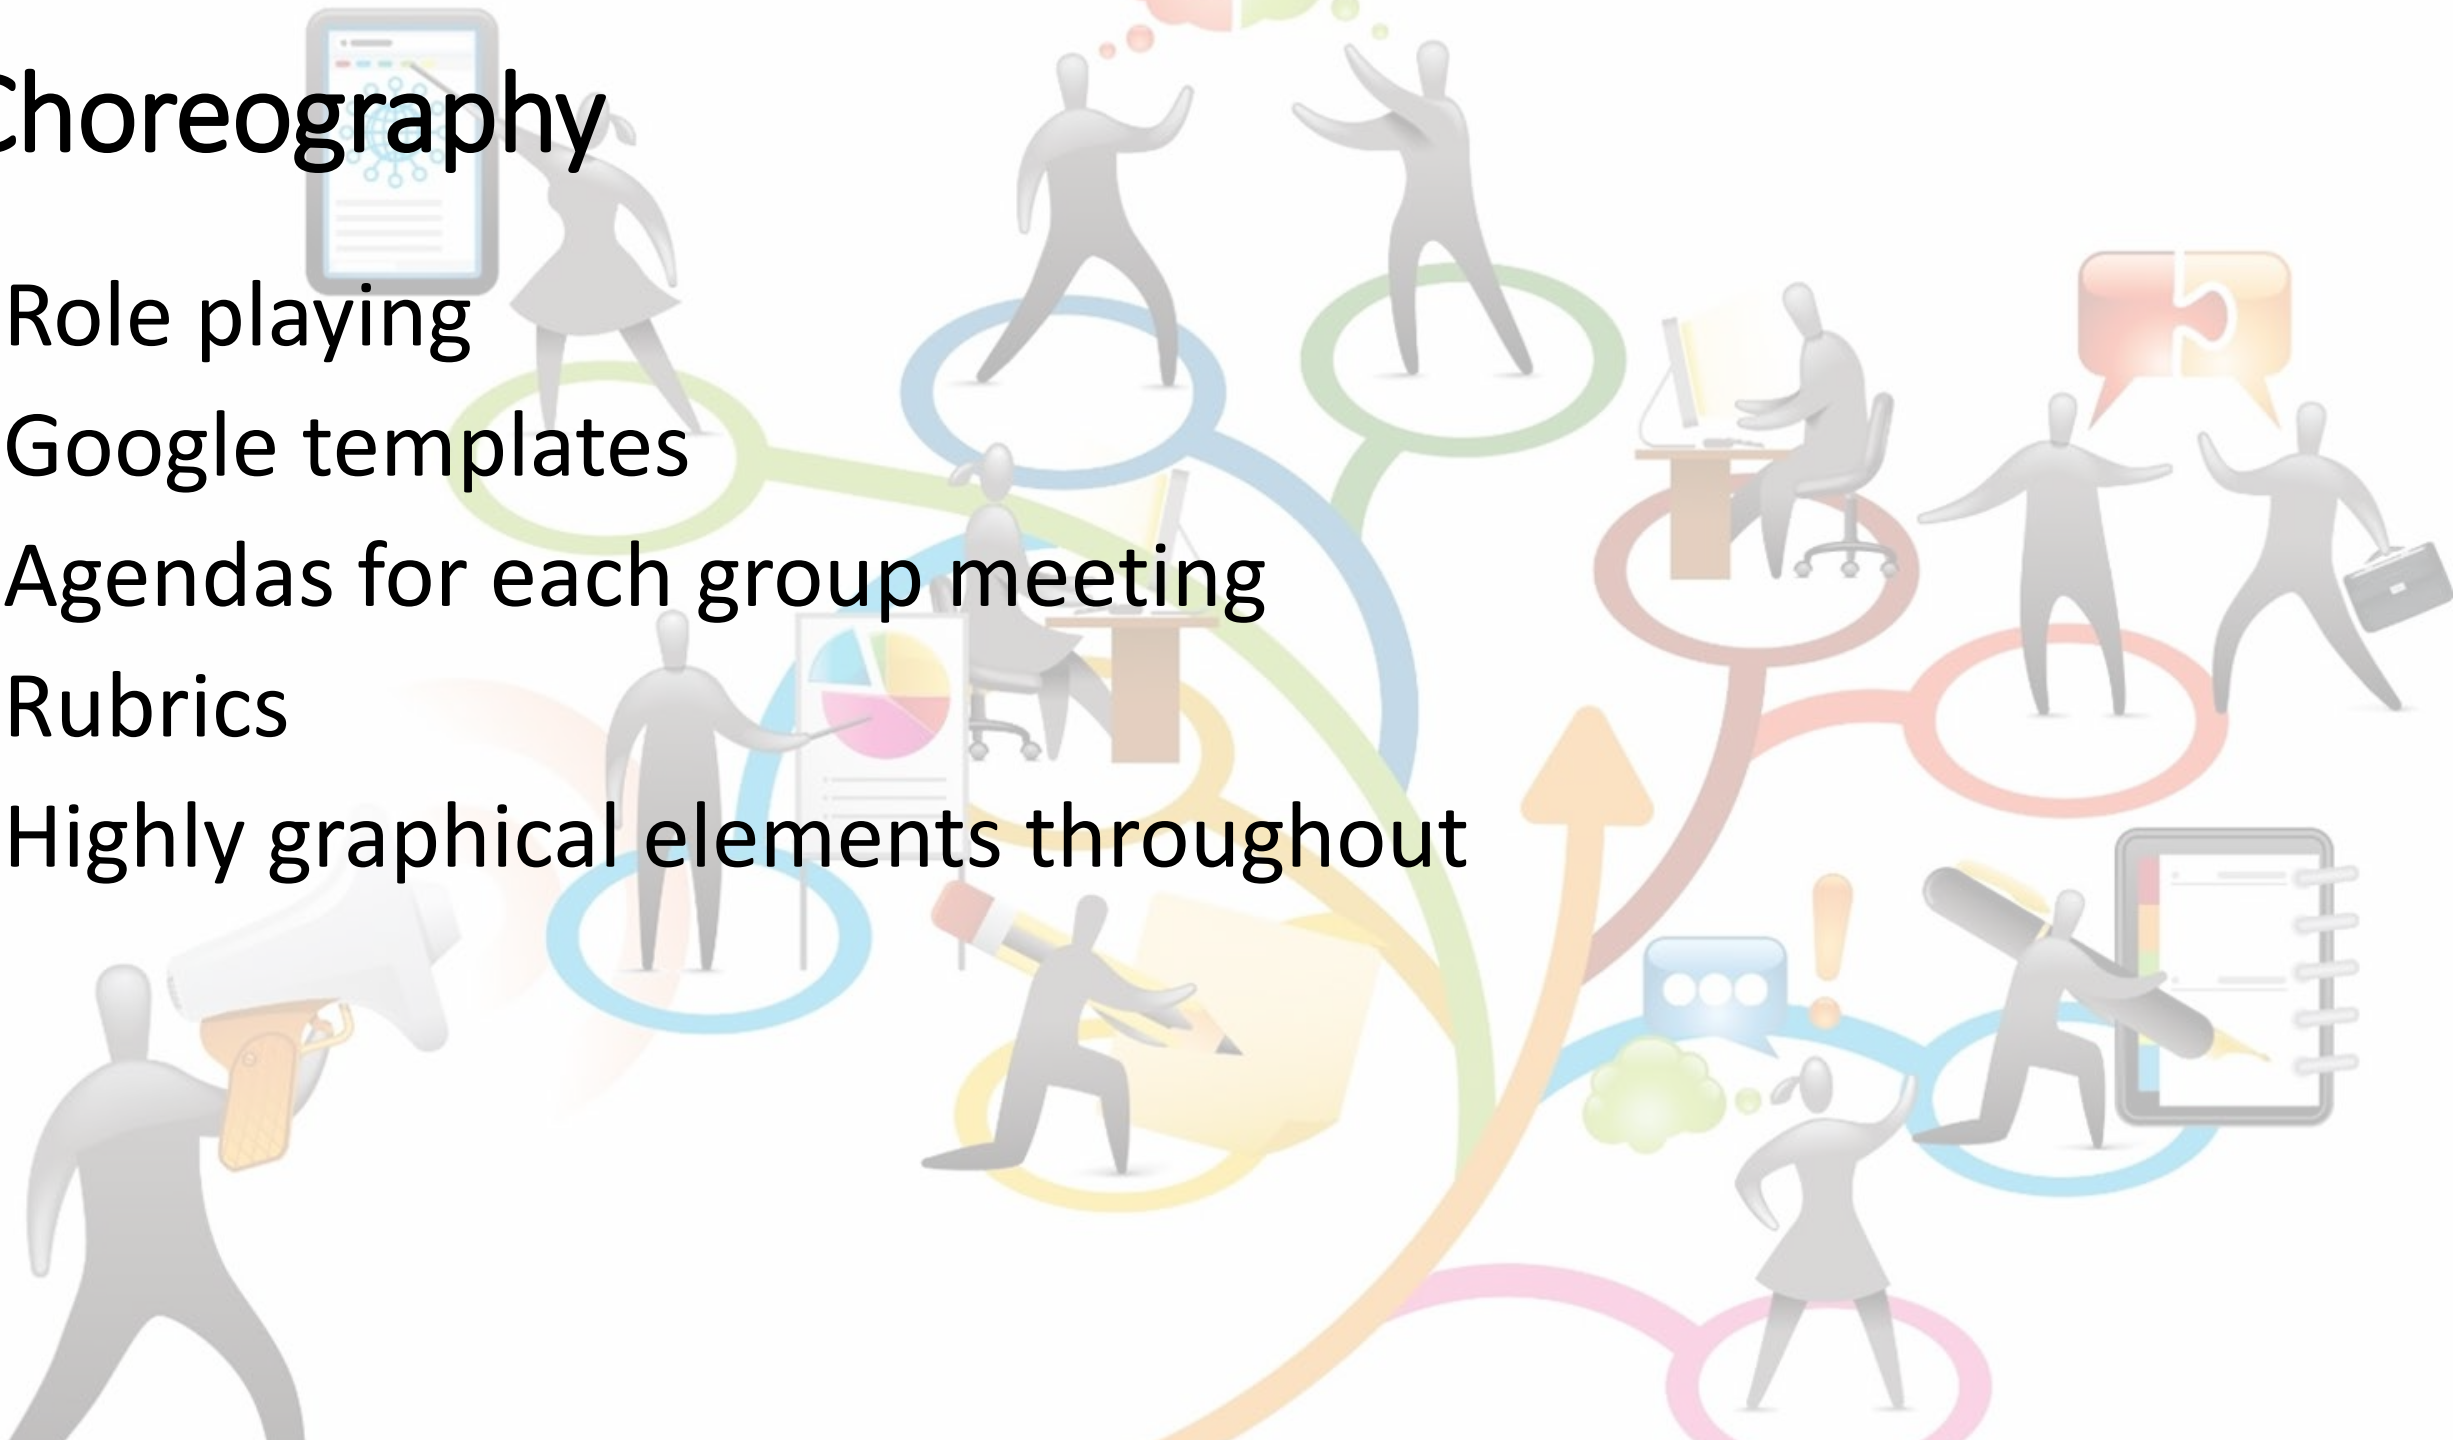 Choreography
Role playing
Google templates
Agendas for each group meeting
Rubrics
Highly graphical elements throughout